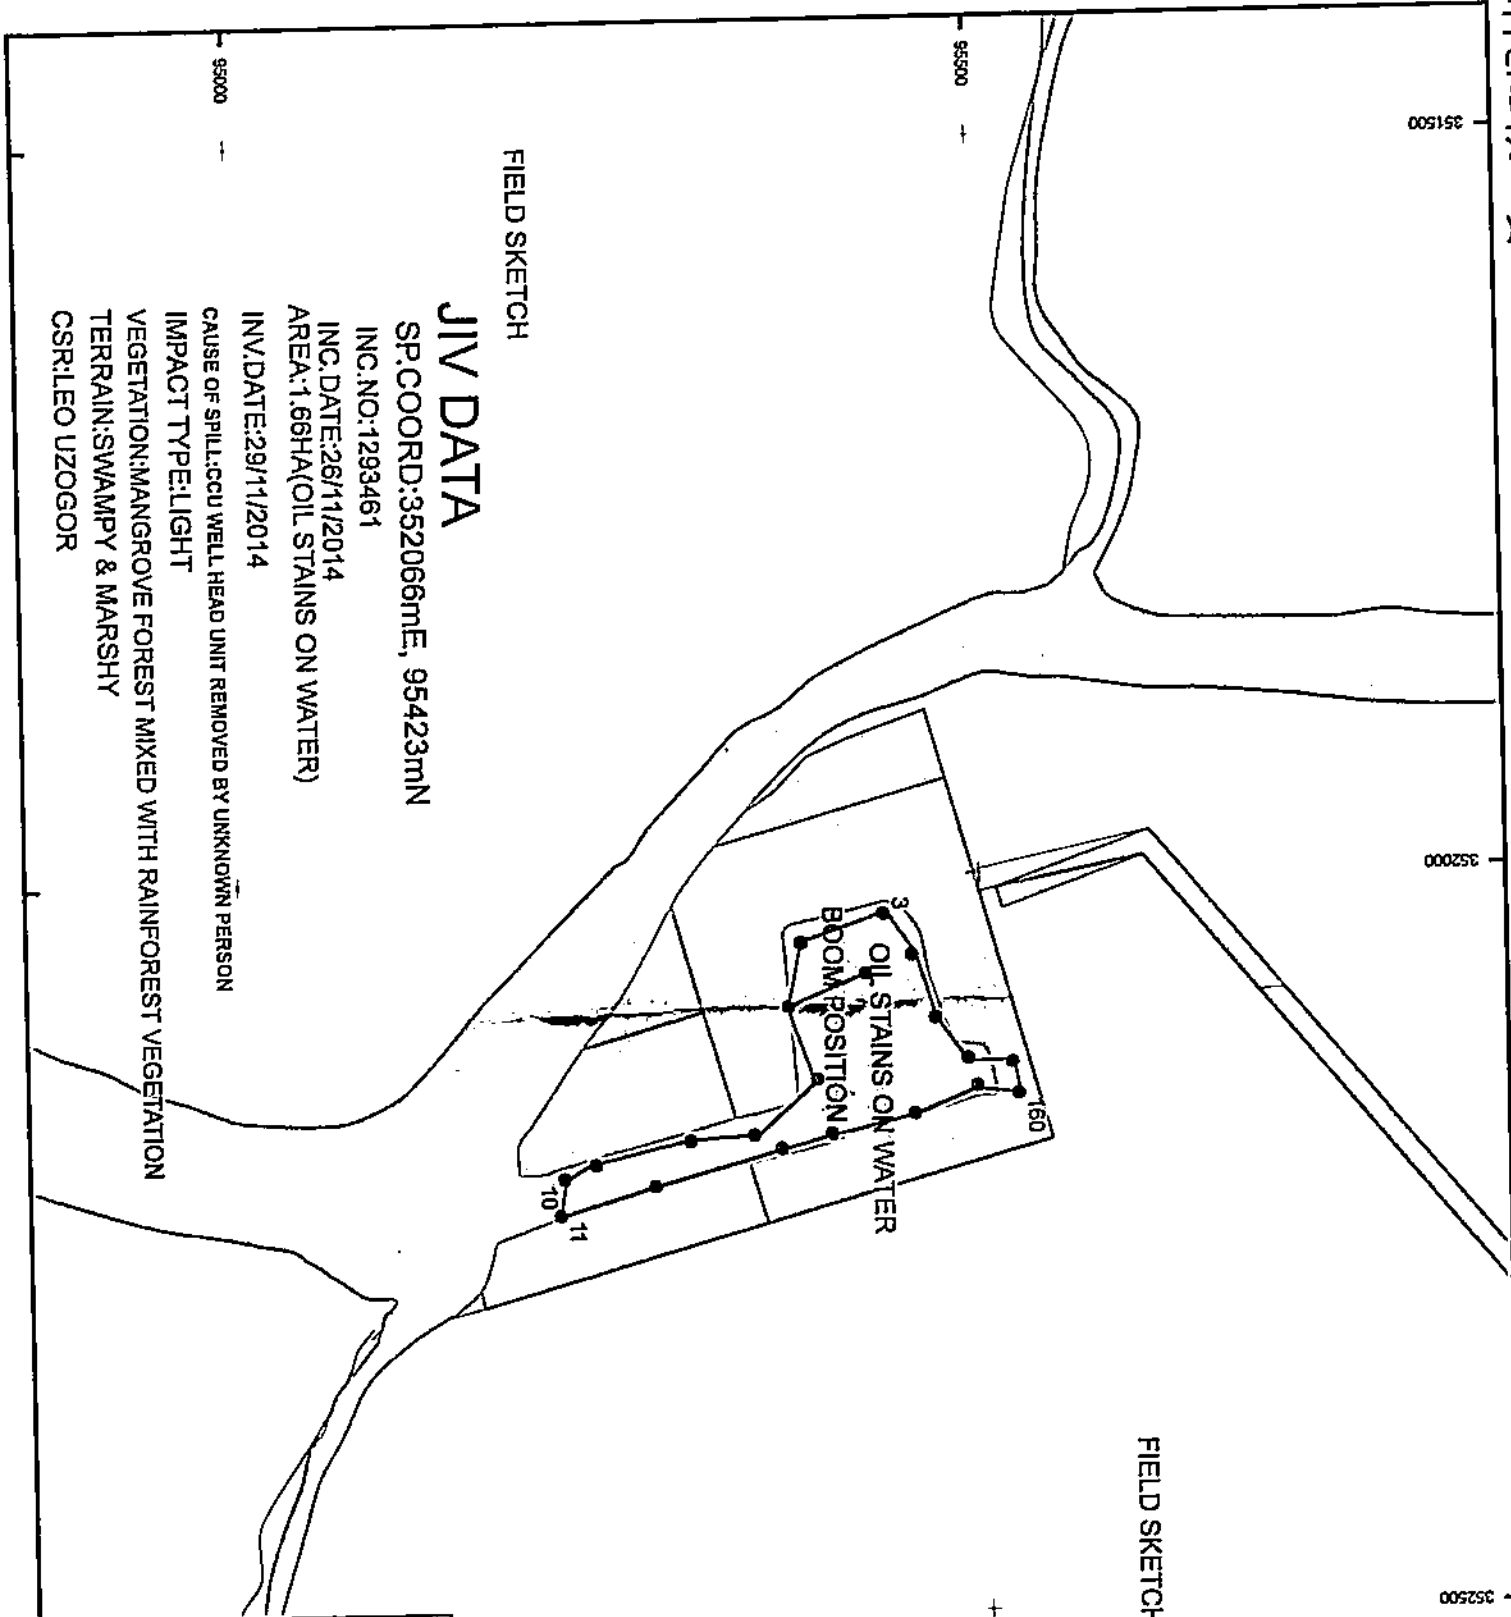 351500
352000
352500
95500
95000
FIELD SKETCH
JIV DATA
SP.COORD:352066mE, 95423mN
INC.NO:1293461
INC.DATE:26/11/2014
AREA:1.66HA(OIL STAINS ON WATER)
INV.DATE:29/11/2014
CAUSE OF SPILL:CCU WELL HEAD UNIT REMOVED BY UNKNOWN PERSON
IMPACT TYPE:LIGHT
VEGETATION:MANGROVE FOREST MIXED WITH RAINFOREST VEGETATION
TERRAIN:SWAMPY & MARSHY
CSR:LEO UZOGOR
3
160
OIL STAINS ON WATER
BOOM POSITION
10
11
FIELD SKETCH